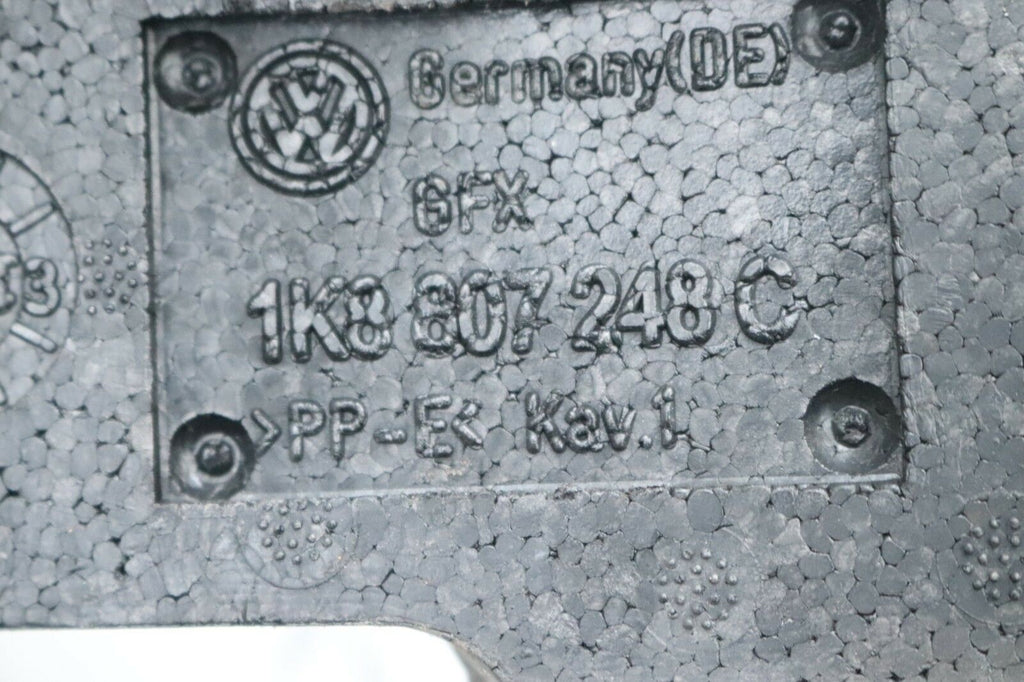 Germany(DE)
GFX
1K8 807 248 C
>PP-E< Kav.1